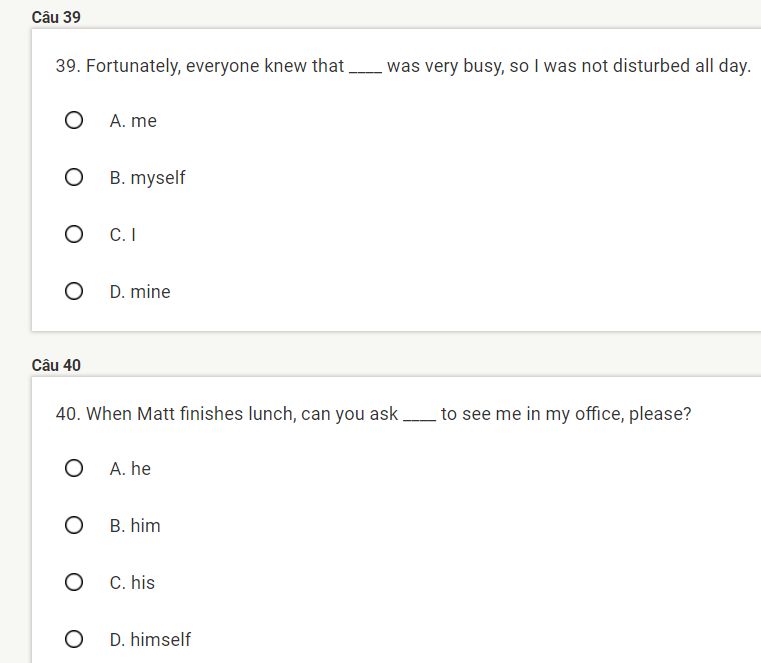 Câu 39
39. Fortunately, everyone knew that ____ was very busy, so I was not disturbed all day.
A. me
B. myself
C. I
D. mine
Câu 40
40. When Matt finishes lunch, can you ask ____ to see me in my office, please?
A. he
B. him
C. his
D. himself